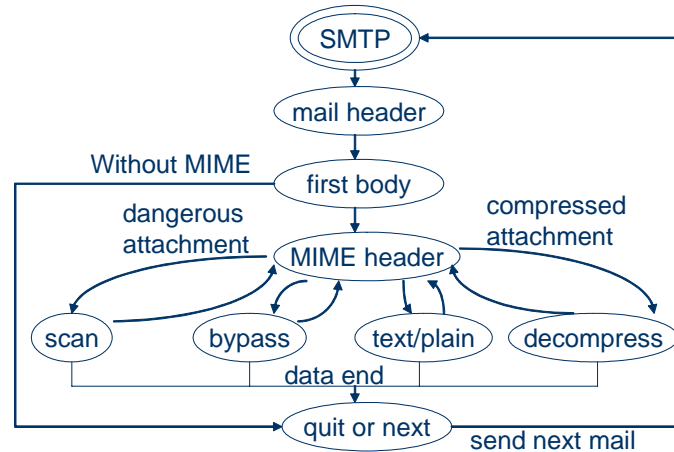 SMTP
mail header
Without MIME
first body
dangerous
attachment
compressed
attachment
MIME header
scan
bypass
text/plain
decompress
data end
quit or next
send next mail